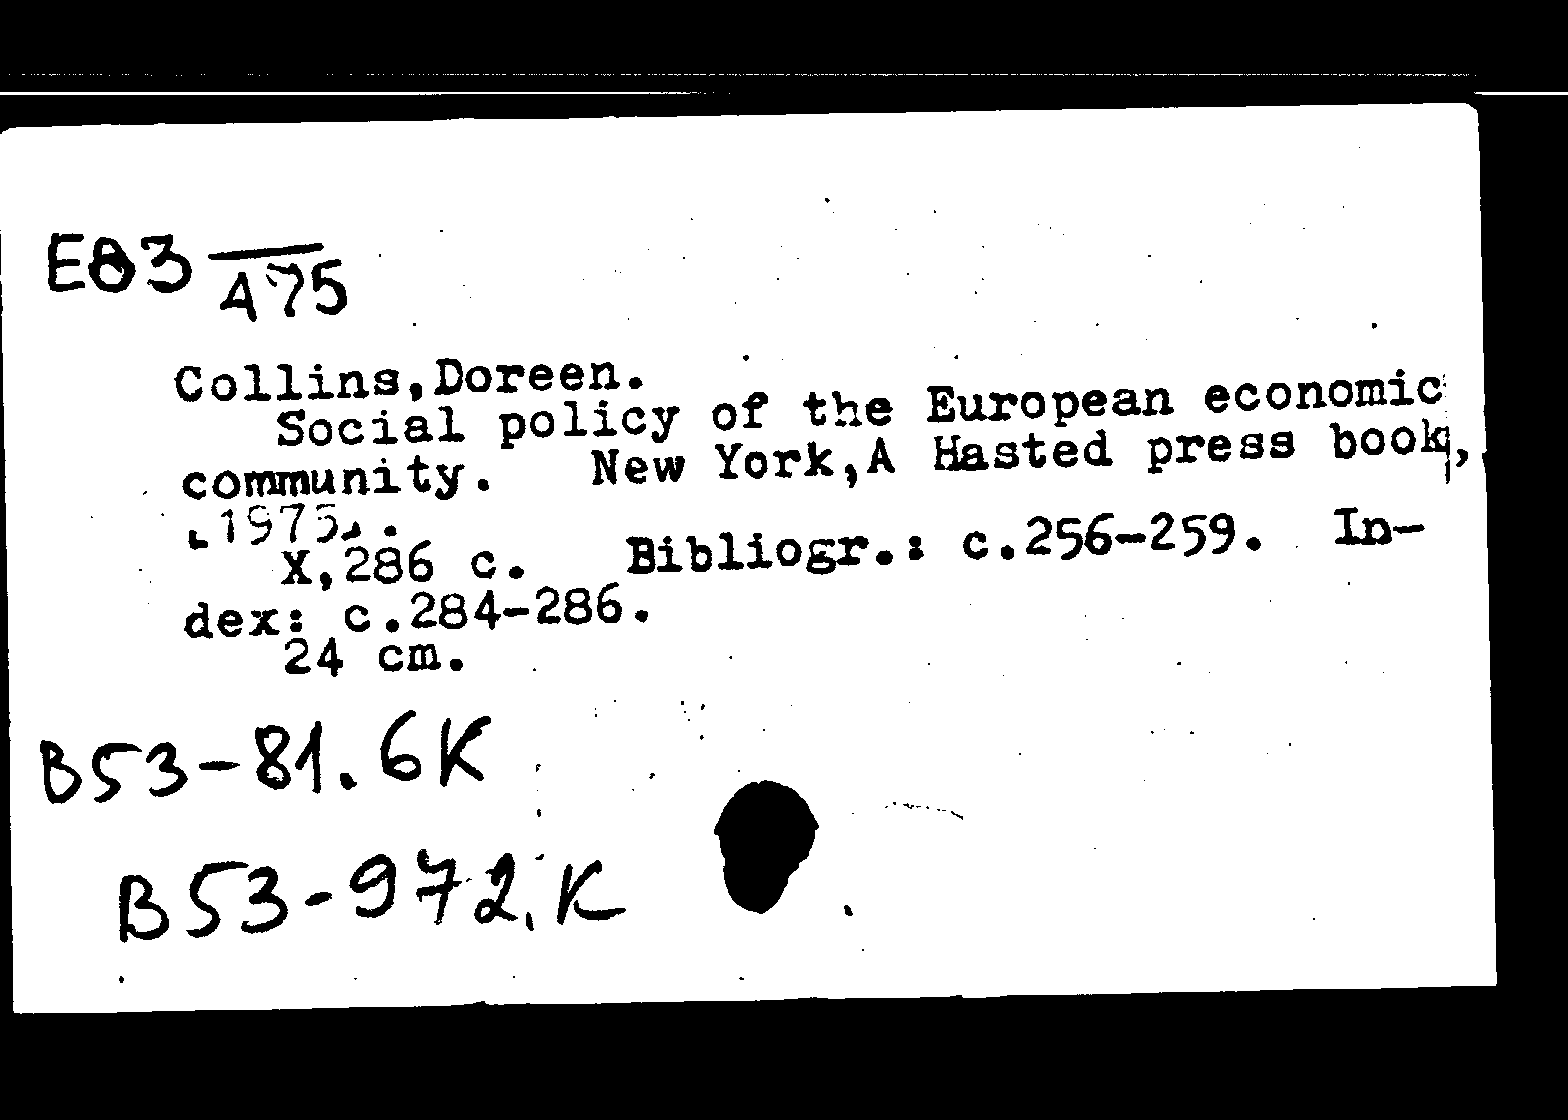 E83
A75
Collins,Doreen.
Social policy of the European economic
community. New York,A Hasted press book,
[1975].
X,286 c. Bibliogr.: c.256-259. In-
dex: c.284-286.
24 cm.
B53-81.6K
B53-972.K